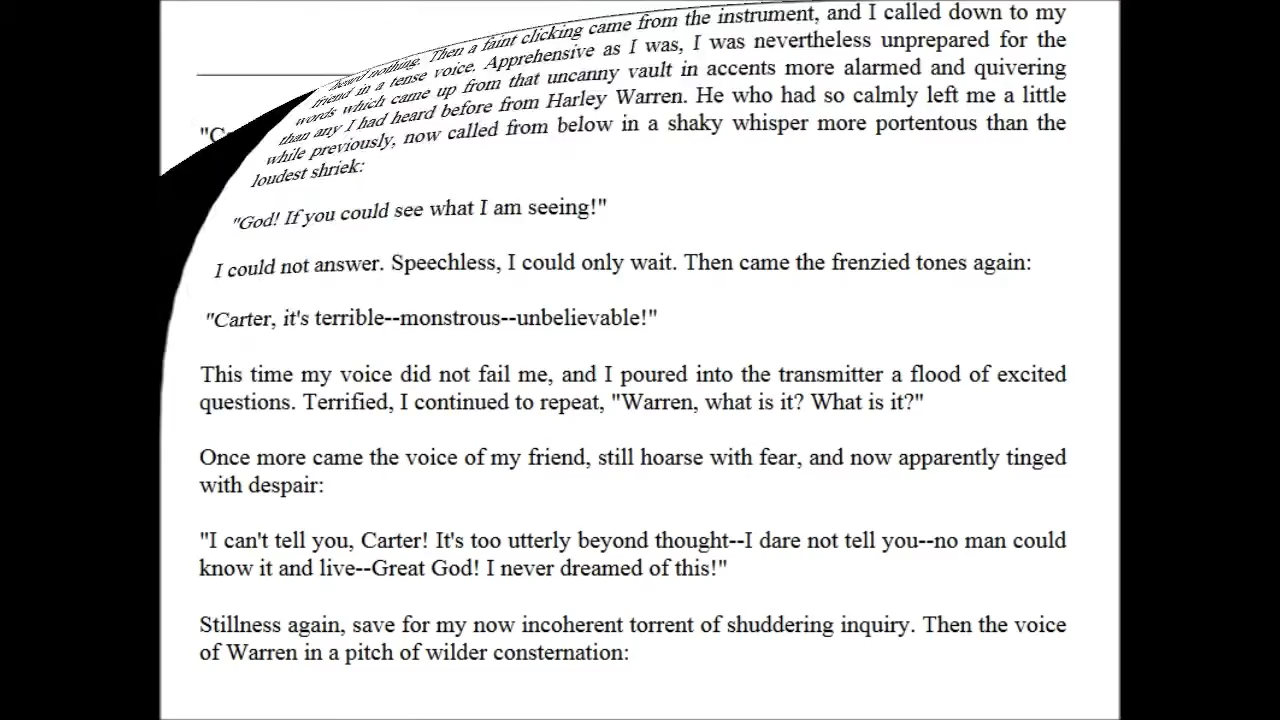 heard nothing. Then a faint clicking came from the instrument, and I called down to my
friend in a tense voice. Apprehensive as I was, I was nevertheless unprepared for the
words which came up from that uncanny vault in accents more alarmed and quivering
than any I had heard before from Harley Warren. He who had so calmly left me a little
while previously, now called from below in a shaky whisper more portentous than the
loudest shriek:
"God! If you could see what I am seeing!"
I could not answer. Speechless, I could only wait. Then came the frenzied tones again:
"Carter, it's terrible--monstrous--unbelievable!"
This time my voice did not fail me, and I poured into the transmitter a flood of excited
questions. Terrified, I continued to repeat, "Warren, what is it? What is it?"
Once more came the voice of my friend, still hoarse with fear, and now apparently tinged
with despair:
"I can't tell you, Carter! It's too utterly beyond thought--I dare not tell you--no man could
know it and live--Great God! I never dreamed of this!"
Stillness again, save for my now incoherent torrent of shuddering inquiry. Then the voice
of Warren in a pitch of wilder consternation: